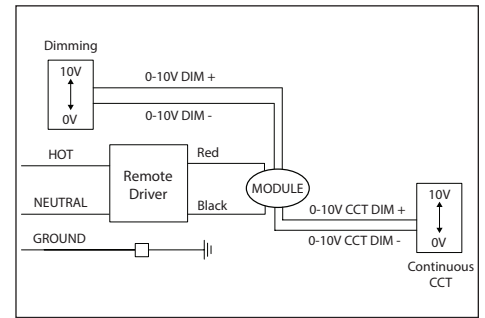 Dimming
10V
0V
0-10V DIM +
0-10V DIM -
HOT
NEUTRAL
GROUND
Remote
Driver
Red
Black
MODULE
0-10V CCT DIM +
0-10V CCT DIM -
10V
0V
Continuous
CCT